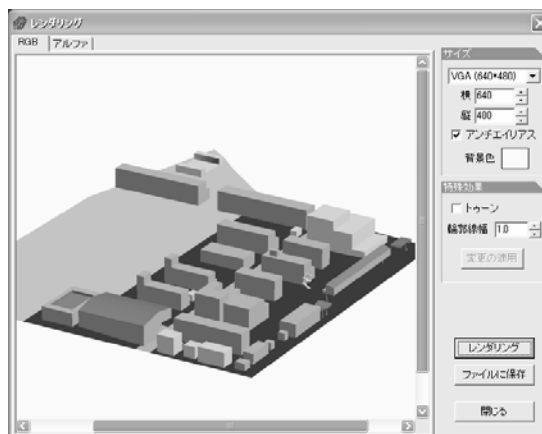 レンダリング
RGB
アルファ
サイズ
VGA (640*480)
横 640
縦 480
アンチエイリアス
背景色
特殊効果
トゥーン
輪郭線幅 1.0
変更の適用
レンダリング
ファイルに保存
閉じる